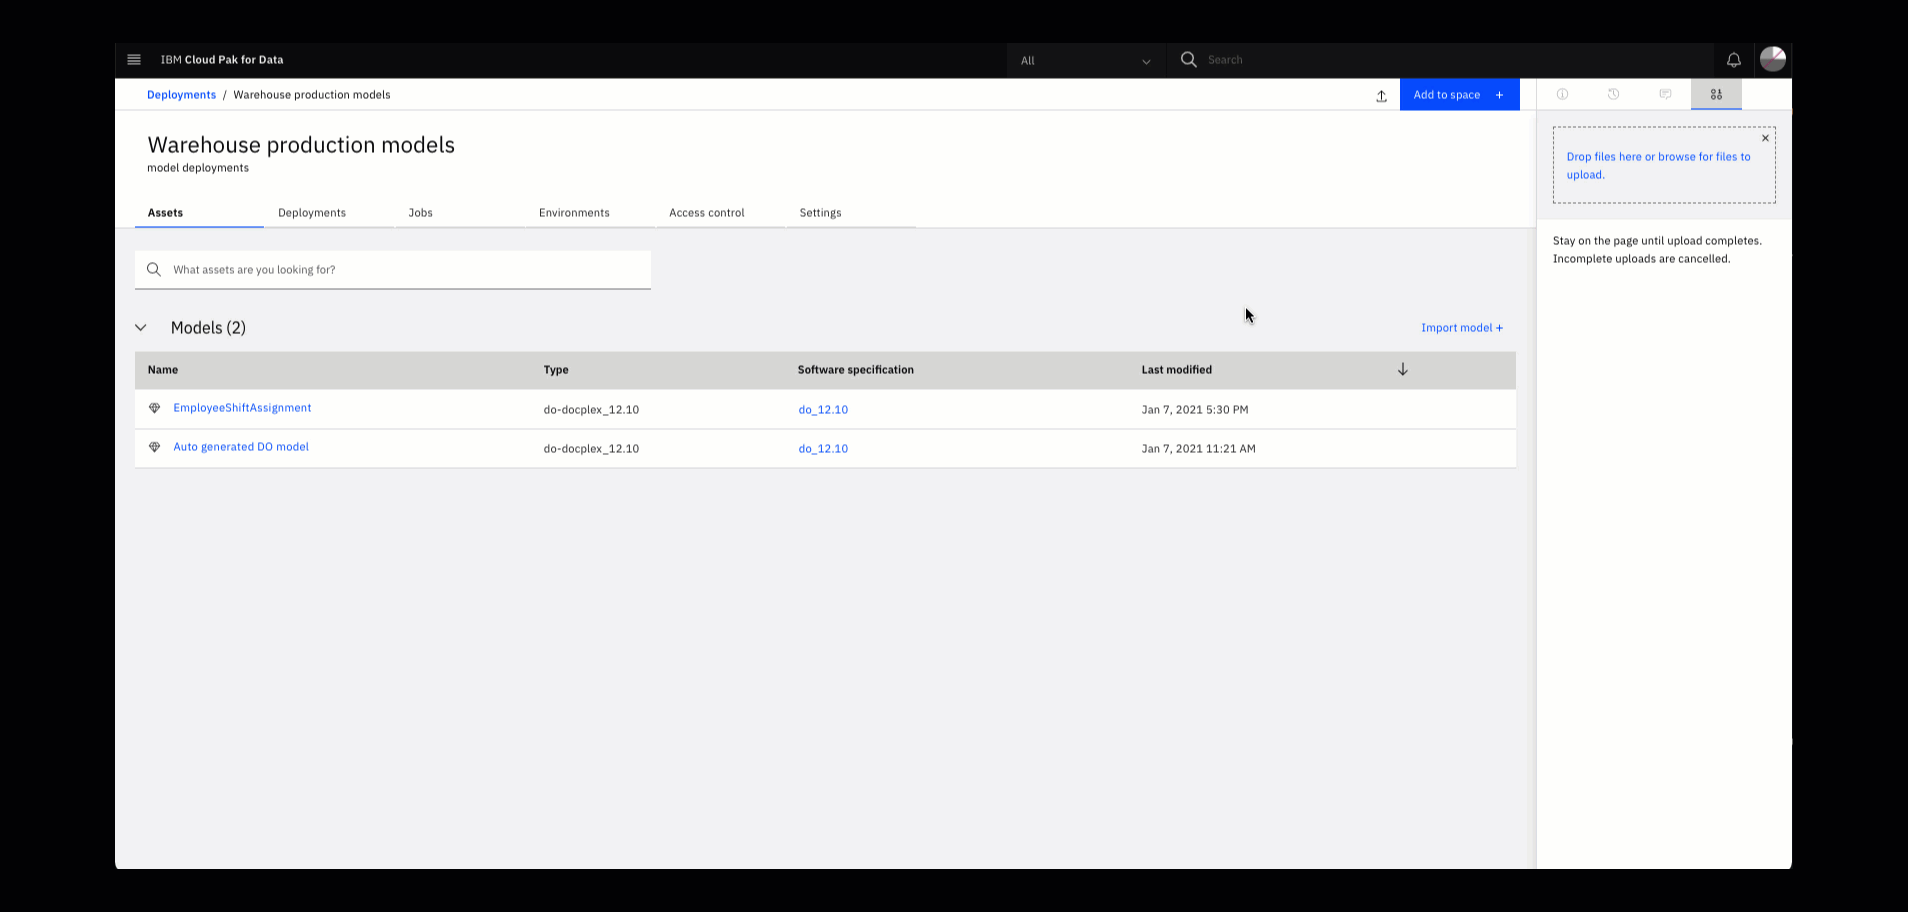 IBM Cloud Pak for Data
All
Search
Deployments / Warehouse production models
Add to space +
Warehouse production models
model deployments
Assets
Deployments
Jobs
Environments
Access control
Settings
What assets are you looking for?
Models (2)
Import model +
Name Type Software specification Last modified
EmployeeShiftAssignment do-docplex_12.10 do_12.10 Jan 7, 2021 5:30 PM
Auto generated DO model do-docplex_12.10 do_12.10 Jan 7, 2021 11:21 AM
Drop files here or browse for files to
upload.
Stay on the page until upload completes.
Incomplete uploads are cancelled.